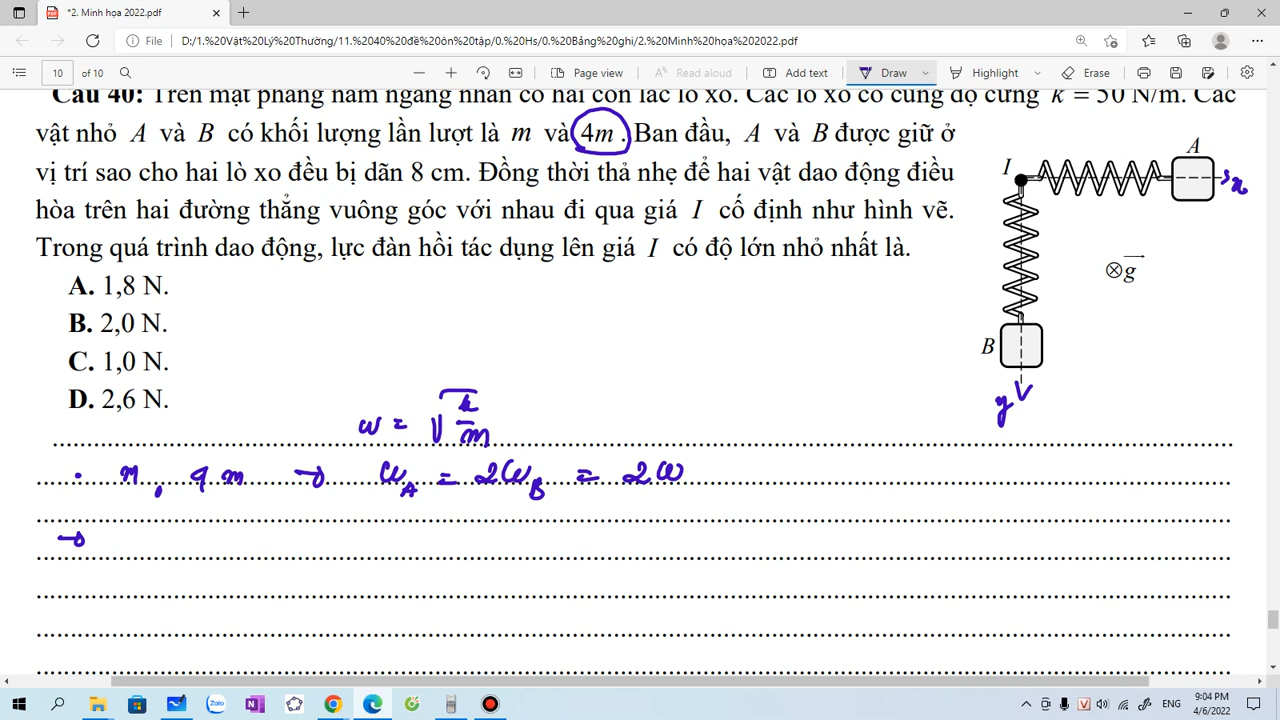 *2. Minh họa 2022.pdf
File
D:/1.%20Vật%20Lý%20Thường/11.%2040%20đề%20ôn%20tập/0.%20Hs/0.%20Bảng%20ghi/2.%20Minh%20họa%202022.pdf
10 of 10
Page view
Read aloud
Add text
Draw
Highlight
Erase
Câu 40: Trên mặt phẳng nằm ngang nhẵn có hai con lắc lò xo. Các lò xo có cùng độ cứng k = 50 N/m. Các
vật nhỏ A và B có khối lượng lần lượt là m và 4m . Ban đầu, A và B được giữ ở
vị trí sao cho hai lò xo đều bị dãn 8 cm. Đồng thời thả nhẹ để hai vật dao động điều
hòa trên hai đường thẳng vuông góc với nhau đi qua giá I cố định như hình vẽ.
Trong quá trình dao động, lực đàn hồi tác dụng lên giá I có độ lớn nhỏ nhất là.
A. 1,8 N.
B. 2,0 N.
C. 1,0 N.
D. 2,6 N.
A
I
x
⊗g
B
y
ω = √k/m
. m , 4m → ω_A = 2ω_B = 2ω
→
Zalo
ENG
9:04 PM
4/6/2022